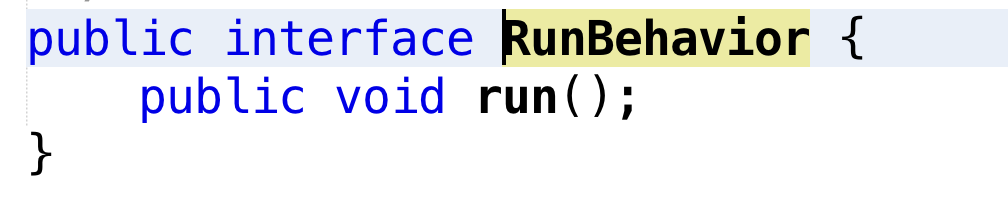 public interface RunBehavior {
    public void run();
}